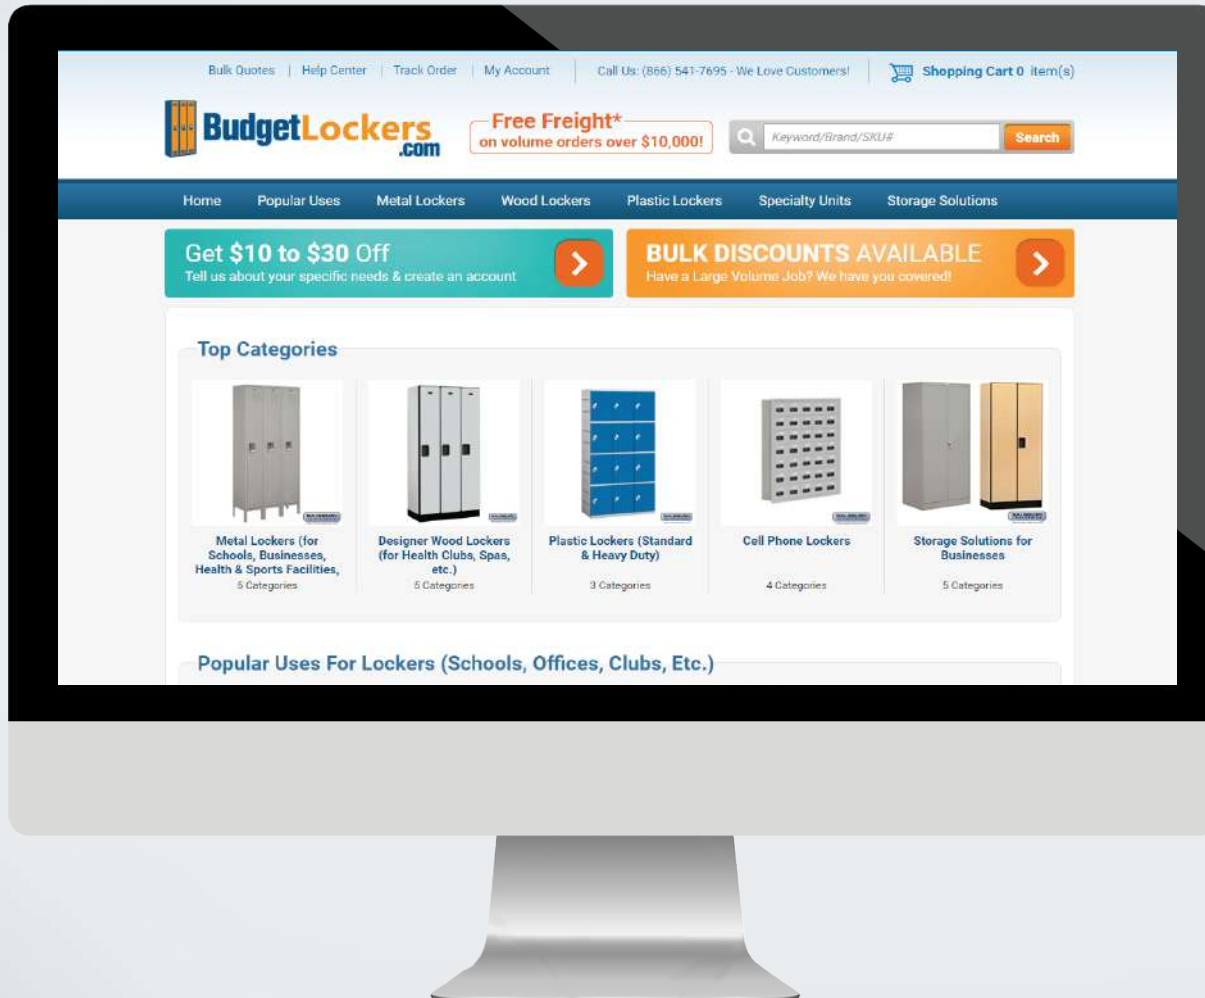 Bulk Quotes | Help Center | Track Order | My Account | Call Us: (866) 541-7695 - We Love Customers! | Shopping Cart 0 item(s)
BudgetLockers
.com
Free Freight*
on volume orders over $10,000!
Keyword/Brand/SKU#
Search
Home Popular Uses Metal Lockers Wood Lockers Plastic Lockers Specialty Units Storage Solutions
Get $10 to $30 Off
Tell us about your specific needs & create an account
BULK DISCOUNTS AVAILABLE
Have a Large Volume Job? We have you covered!
Top Categories
Metal Lockers (for
Schools, Businesses,
Health & Sports Facilities,
5 Categories
Designer Wood Lockers
(for Health Clubs, Spas,
etc.)
5 Categories
Plastic Lockers (Standard
& Heavy Duty)
3 Categories
Cell Phone Lockers
4 Categories
Storage Solutions for
Businesses
5 Categories
Popular Uses For Lockers (Schools, Offices, Clubs, Etc.)